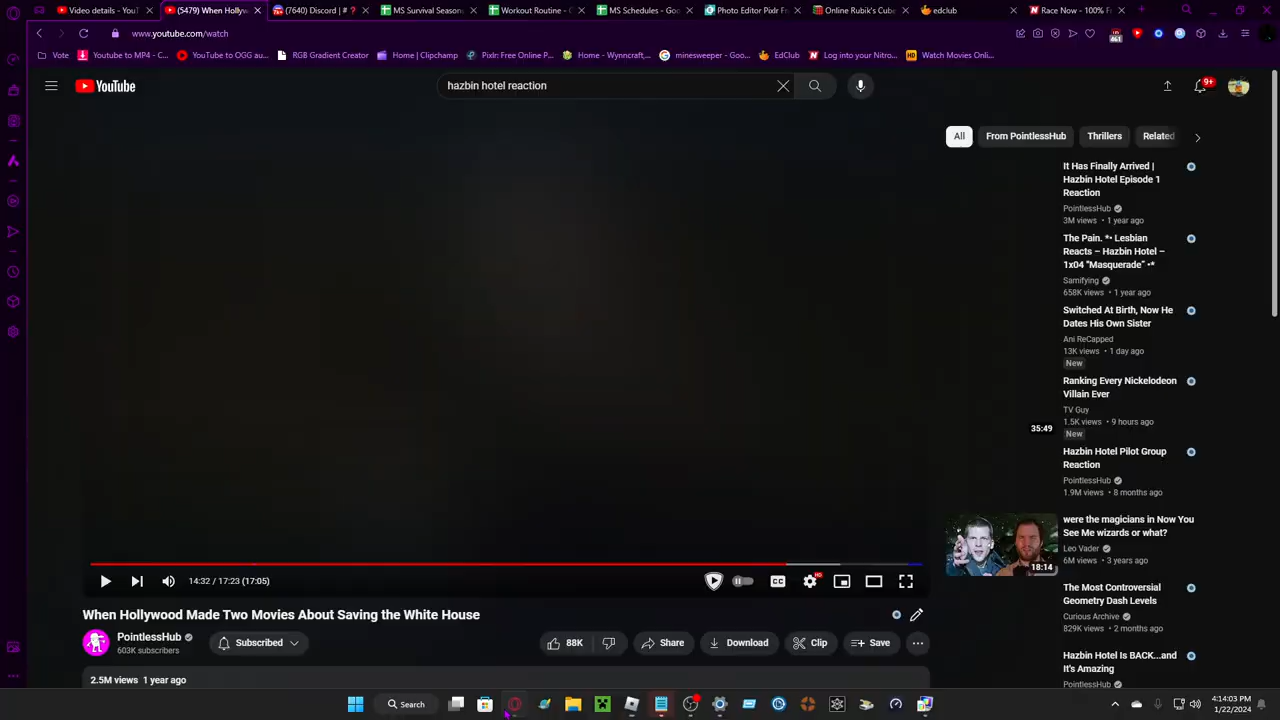 Video details - YouT
(5479) When Hollyw
(7640) Discord | #
MS Survival Season
Workout Routine - G
MS Schedules - Goo
Photo Editor Pixlr Fr
Online Rubik's Cube
edclub
Race Now - 100% F
www.youtube.com/watch
461
Vote
Youtube to MP4 - C...
YouTube to OGG au...
RGB Gradient Creator
Home | Clipchamp
Pixlr: Free Online P...
Home - Wynncraft,...
minesweeper - Goo...
EdClub
Log into your Nitro...
Watch Movies Onli...
YouTube
hazbin hotel reaction
9+
All
From PointlessHub
Thrillers
Related
It Has Finally Arrived |
Hazbin Hotel Episode 1
Reaction
PointlessHub
3M views • 1 year ago
The Pain. *• Lesbian
Reacts – Hazbin Hotel –
1x04 "Masquerade" •*
Samifying
658K views • 1 year ago
Switched At Birth, Now He
Dates His Own Sister
Ani ReCapped
13K views • 1 day ago
New
Ranking Every Nickelodeon
Villain Ever
TV Guy
1.5K views • 9 hours ago
35:49
New
Hazbin Hotel Pilot Group
Reaction
PointlessHub
1.9M views • 8 months ago
were the magicians in Now You
See Me wizards or what?
Leo Vader
6M views • 3 years ago
18:14
The Most Controversial
Geometry Dash Levels
Curious Archive
829K views • 2 months ago
Hazbin Hotel Is BACK...and
It's Amazing
PointlessHub
14:32 / 17:23 (17:05)
CC
HD
When Hollywood Made Two Movies About Saving the White House
PointlessHub
603K subscribers
Subscribed
88K
Share
Download
Clip
Save
2.5M views 1 year ago
Search
4:14:03 PM
1/22/2024